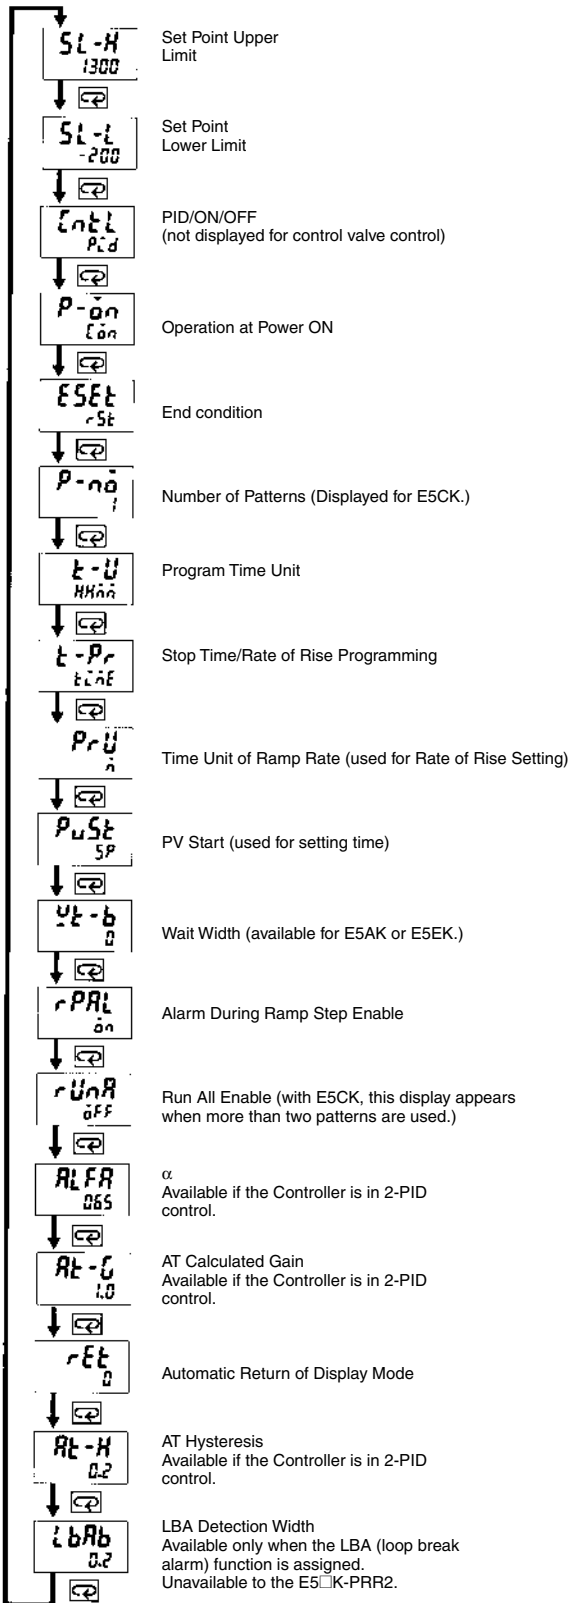 SL-H
1300
Set Point Upper
Limit
SL-L
-200
Set Point
Lower Limit
CntL
Pid
PID/ON/OFF
(not displayed for control valve control)
P-on
Con
Operation at Power ON
ESEt
rSt
End condition
P-no
1
Number of Patterns (Displayed for E5CK.)
t-U
HHmm
Program Time Unit
t-Pr
timE
Stop Time/Rate of Rise Programming
PrU
m
Time Unit of Ramp Rate (used for Rate of Rise Setting)
PvSt
SP
PV Start (used for setting time)
Wt-b
0
Wait Width (available for E5AK or E5EK.)
rPAL
on
Alarm During Ramp Step Enable
rUnA
oFF
Run All Enable (with E5CK, this display appears
when more than two patterns are used.)
ALFA
065
α
Available if the Controller is in 2-PID
control.
At-G
1.0
AT Calculated Gain
Available if the Controller is in 2-PID
control.
rEt
0
Automatic Return of Display Mode
At-H
0.2
AT Hysteresis
Available if the Controller is in 2-PID
control.
LbAb
0.2
LBA Detection Width
Available only when the LBA (loop break
alarm) function is assigned.
Unavailable to the E5□K-PRR2.